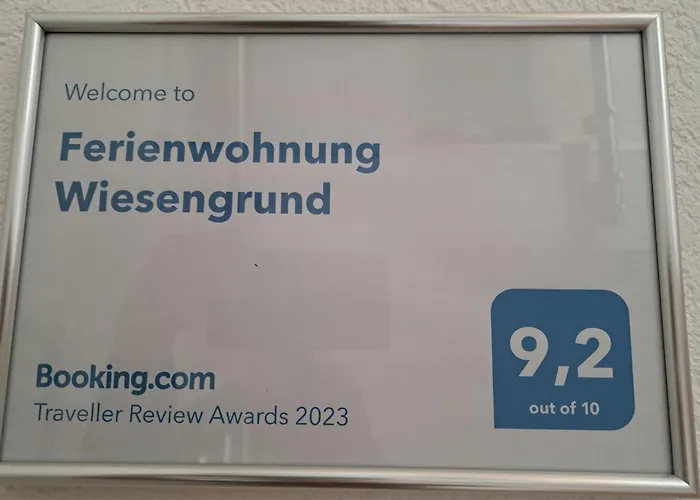 Welcome to
Ferienwohnung
Wiesengrund
9,2
out of 10
Booking.com
Traveller Review Awards 2023